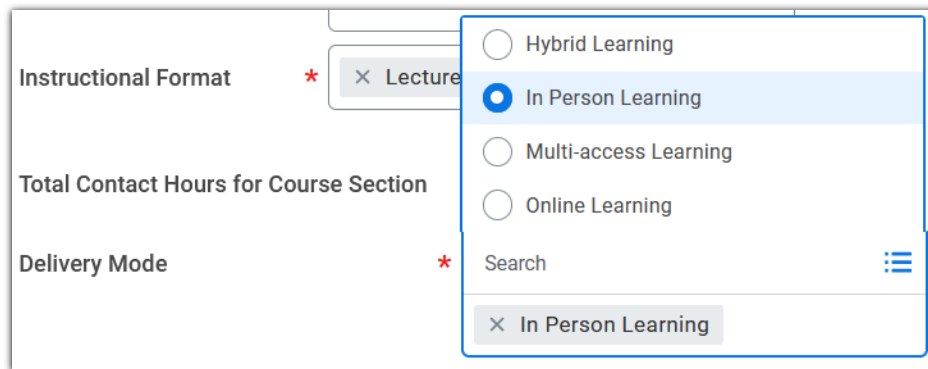 Hybrid Learning
Instructional Format * × Lecture
In Person Learning
Multi-access Learning
Total Contact Hours for Course Section
Online Learning
Delivery Mode * Search
× In Person Learning